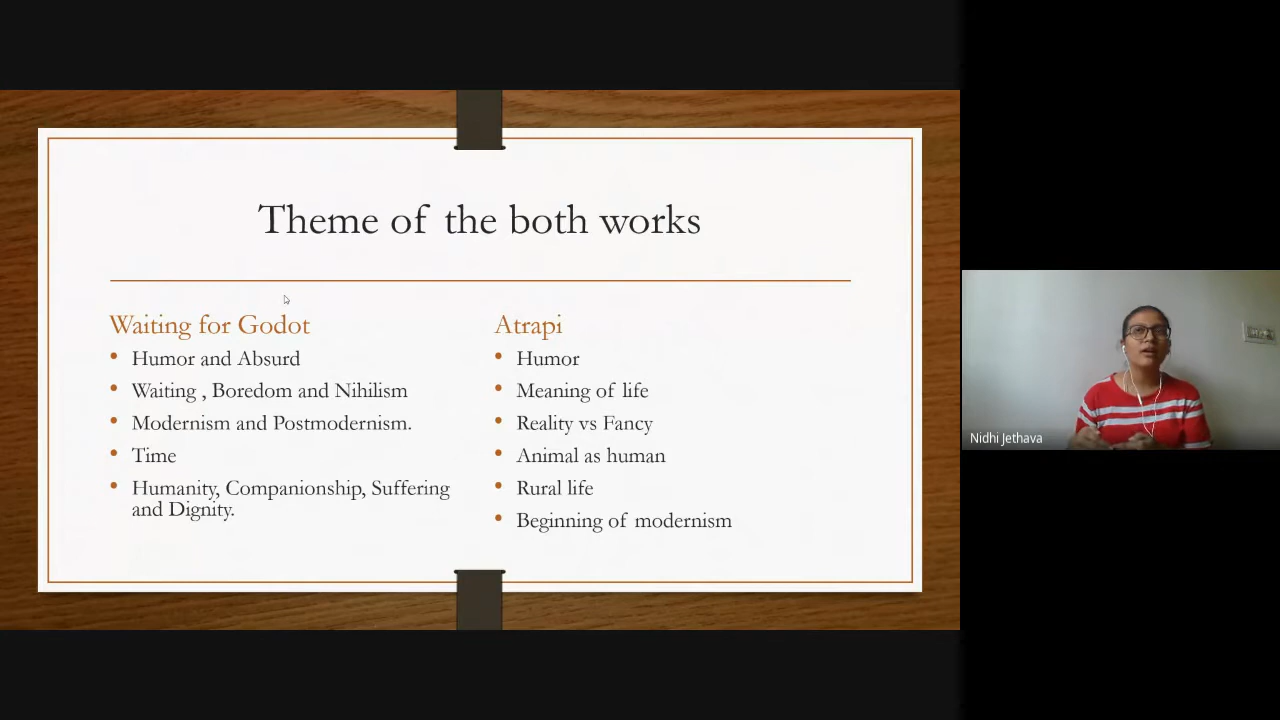 Theme of the both works
Waiting for Godot
• Humor and Absurd
• Waiting , Boredom and Nihilism
• Modernism and Postmodernism.
• Time
• Humanity, Companionship, Suffering
and Dignity.
Atrapi
• Humor
• Meaning of life
• Reality vs Fancy
• Animal as human
• Rural life
• Beginning of modernism
Nidhi Jethava